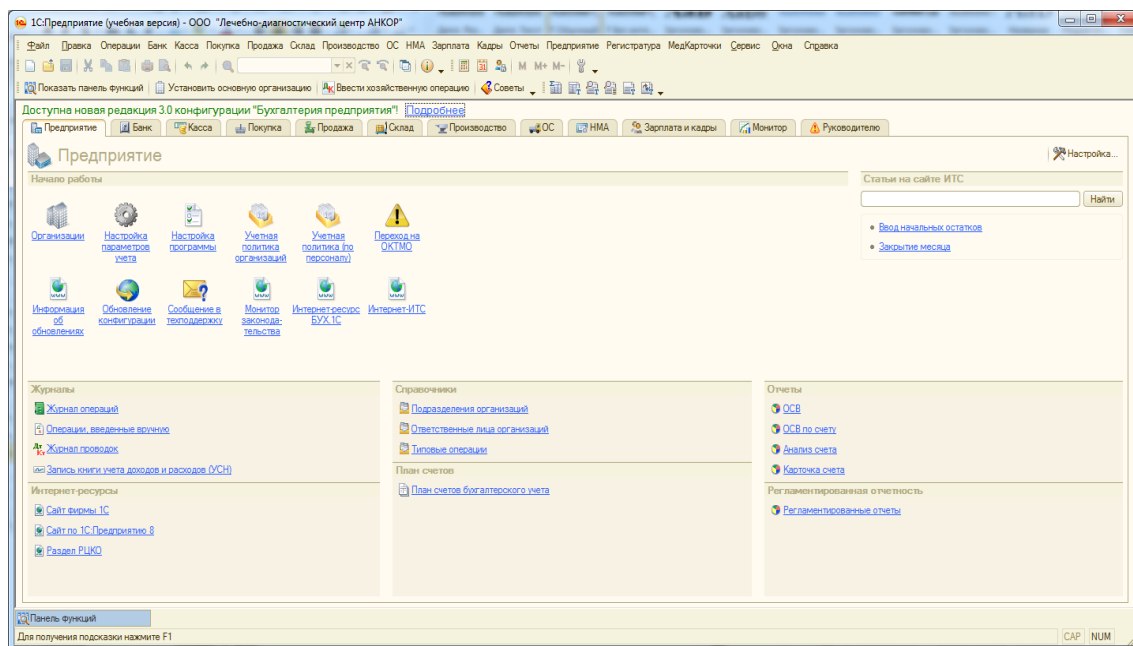 1С:Предприятие (учебная версия) - ООО "Лечебно-диагностический центр АНКОР"
Файл Правка Операции Банк Касса Покупка Продажа Склад Производство ОС НМА Зарплата Кадры Отчеты Предприятие Регистратура МедКарточки Сервис Окна Справка
M M+ M-
Показать панель функций Установить основную организацию Ввести хозяйственную операцию Советы
Доступна новая редакция 3.0 конфигурации "Бухгалтерия предприятия"! Подробнее
Предприятие Банк Касса Покупка Продажа Склад Производство ОС НМА Зарплата и кадры Монитор Руководителю
Предприятие
Настройка...
Начало работы
Организации
Настройка параметров учета
Настройка программы
Учетная политика организаций
Учетная политика (по персоналу)
Переход на ОКТМО
Информация об обновлениях
Обновление конфигурации
Сообщение в техподдержку
Монитор законода-тельства
Интернет-ресурс БУХ.1С
Интернет-ИТС
Статьи на сайте ИТС
Найти
Ввод начальных остатков
Закрытие месяца
Журналы
Журнал операций
Операции, введенные вручную
Журнал проводок
Запись книги учета доходов и расходов (УСН)
Интернет-ресурсы
Сайт фирмы 1С
Сайт по 1С:Предприятию 8
Раздел РЦКО
Справочники
Подразделения организаций
Ответственные лица организаций
Типовые операции
План счетов
План счетов бухгалтерского учета
Отчеты
ОСВ
ОСВ по счету
Анализ счета
Карточка счета
Регламентированная отчетность
Регламентированные отчеты
Панель функций
Для получения подсказки нажмите F1
CAP NUM